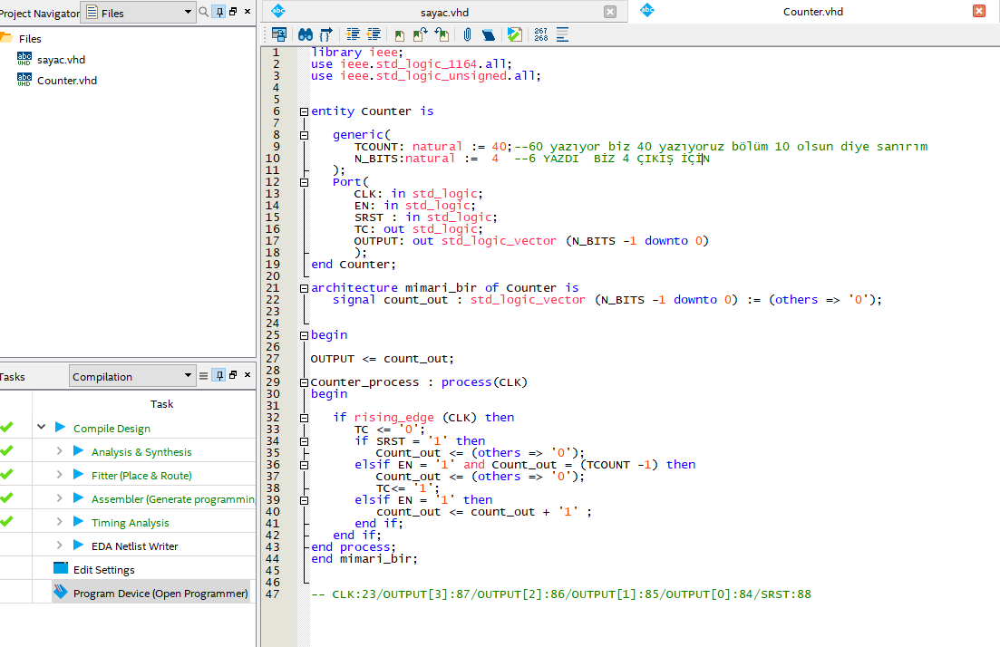 Project Navigator Files
Files
sayac.vhd
Counter.vhd
Tasks Compilation
Task
Compile Design
Analysis & Synthesis
Fitter (Place & Route)
Assembler (Generate programming
Timing Analysis
EDA Netlist Writer
Edit Settings
Program Device (Open Programmer)
sayac.vhd Counter.vhd
267
268
1 library ieee;
2 use ieee.std_logic_1164.all;
3 use ieee.std_logic_unsigned.all;
4
5
6 entity Counter is
7
8 generic(
9 TCOUNT: natural := 40;--60 yazıyor biz 40 yazıyoruz bölüm 10 olsun diye sanırım
10 N_BITS:natural := 4 --6 YAZDI BİZ 4 ÇIKIŞ İÇİN
11 );
12 Port(
13 CLK: in std_logic;
14 EN: in std_logic;
15 SRST : in std_logic;
16 TC: out std_logic;
17 OUTPUT: out std_logic_vector (N_BITS -1 downto 0)
18 );
19 end Counter;
20
21 architecture mimari_bir of Counter is
22 signal count_out : std_logic_vector (N_BITS -1 downto 0) := (others => '0');
23
24
25 begin
26
27 OUTPUT <= count_out;
28
29 Counter_process : process(CLK)
30 begin
31
32 if rising_edge (CLK) then
33 TC <= '0';
34 if SRST = '1' then
35 Count_out <= (others => '0');
36 elsif EN = '1' and Count_out = (TCOUNT -1) then
37 Count_out <= (others => '0');
38 TC<= '1';
39 elsif EN = '1' then
40 count_out <= count_out + '1' ;
41 end if;
42 end if;
43 end process;
44 end mimari_bir;
45
46
47 -- CLK:23/OUTPUT[3]:87/OUTPUT[2]:86/OUTPUT[1]:85/OUTPUT[0]:84/SRST:88